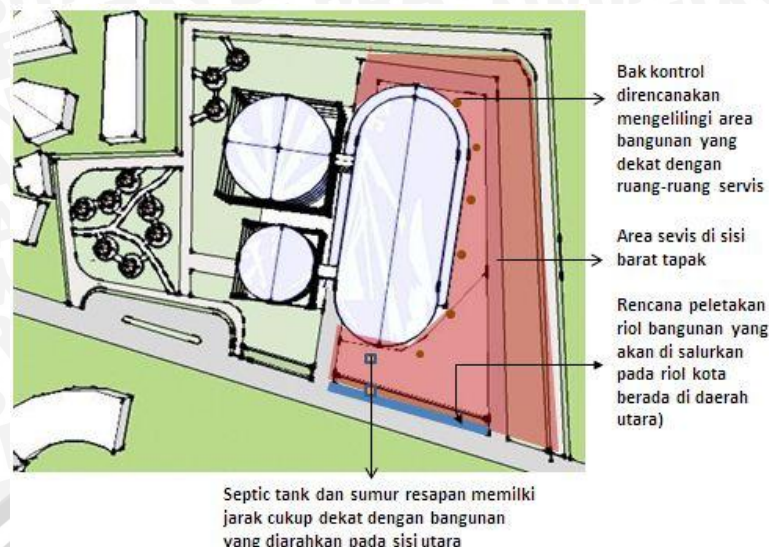 Bak kontrol
direncanakan
mengelilingi area
bangunan yang
dekat dengan
ruang-ruang servis
Area sevis di sisi
barat tapak
Rencana peletakan
riol bangunan yang
akan di salurkan
pada riol kota
berada di daerah
utara)
Septic tank dan sumur resapan memilki
jarak cukup dekat dengan bangunan
yang diarahkan pada sisi utara